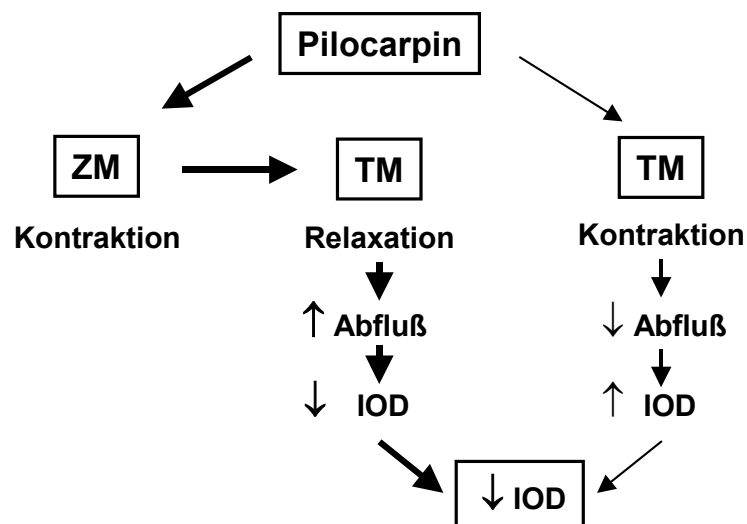 Pilocarpin
ZM
TM
TM
Kontraktion
Relaxation
Kontraktion
↑ Abfluß
↓ Abfluß
↓ IOD
↑ IOD
↓ IOD